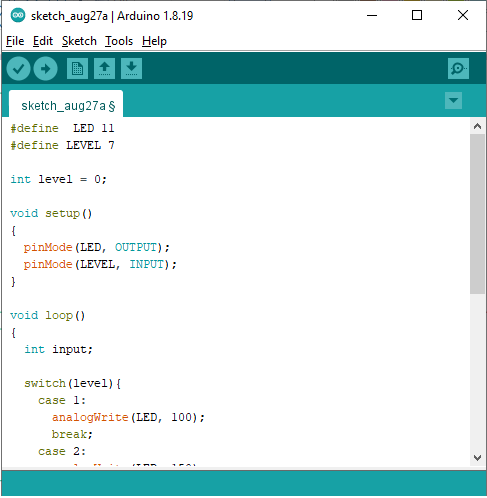 sketch_aug27a | Arduino 1.8.19
File Edit Sketch Tools Help
sketch_aug27a §
#define  LED 11
#define LEVEL 7
int level = 0;
void setup()
{
  pinMode(LED, OUTPUT);
  pinMode(LEVEL, INPUT);
}
void loop()
{
  int input;
  switch(level){
    case 1:
      analogWrite(LED, 100);
      break;
    case 2: